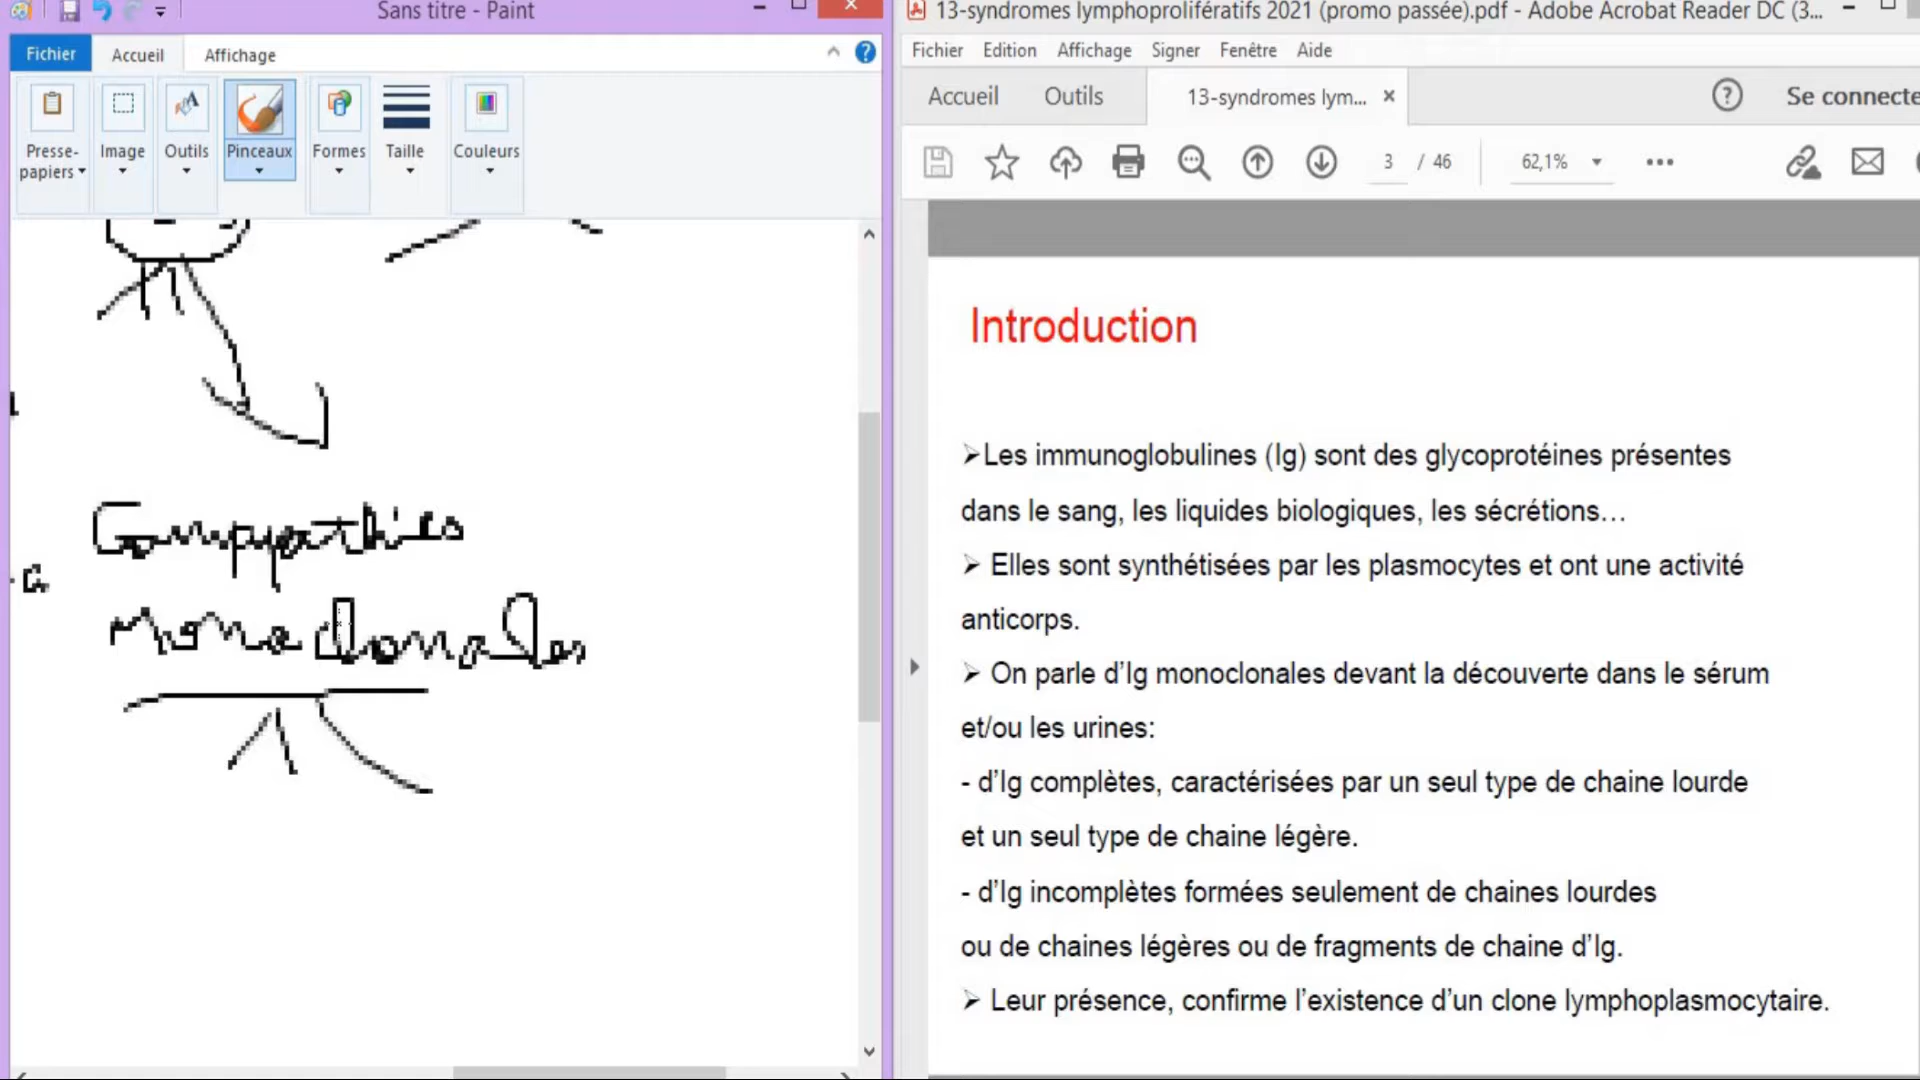 Sans titre - Paint
Fichier
Accueil
Affichage
Presse-
papiers
Image
Outils
Pinceaux
Formes
Taille
Couleurs
Gampyathies
monoclonales
13-syndromes lymphoprolifératifs 2021 (promo passée).pdf - Adobe Acrobat Reader DC (3...
Fichier Edition Affichage Signer Fenêtre Aide
Accueil Outils 13-syndromes lym... Se connecte
3 / 46 62,1%
Introduction
➢Les immunoglobulines (Ig) sont des glycoprotéines présentes
dans le sang, les liquides biologiques, les sécrétions…
➢ Elles sont synthétisées par les plasmocytes et ont une activité
anticorps.
➢ On parle d’Ig monoclonales devant la découverte dans le sérum
et/ou les urines:
- d’Ig complètes, caractérisées par un seul type de chaine lourde
et un seul type de chaine légère.
- d’Ig incomplètes formées seulement de chaines lourdes
ou de chaines légères ou de fragments de chaine d’Ig.
➢ Leur présence, confirme l’existence d’un clone lymphoplasmocytaire.